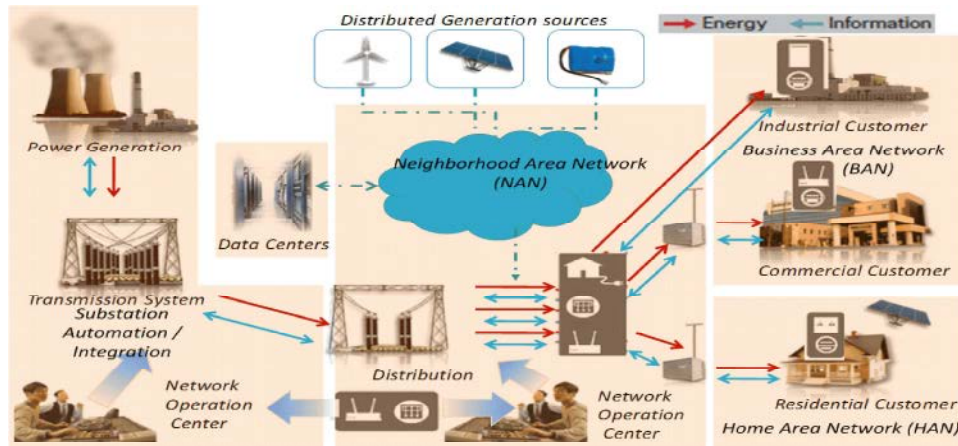 Distributed Generation sources
Energy
Information
Power Generation
Neighborhood Area Network
(NAN)
Industrial Customer
Business Area Network
(BAN)
Data Centers
Commercial Customer
Transmission System
Substation
Automation /
Integration
Distribution
Network
Operation
Center
Network
Operation
Center
Residential Customer
Home Area Network (HAN)